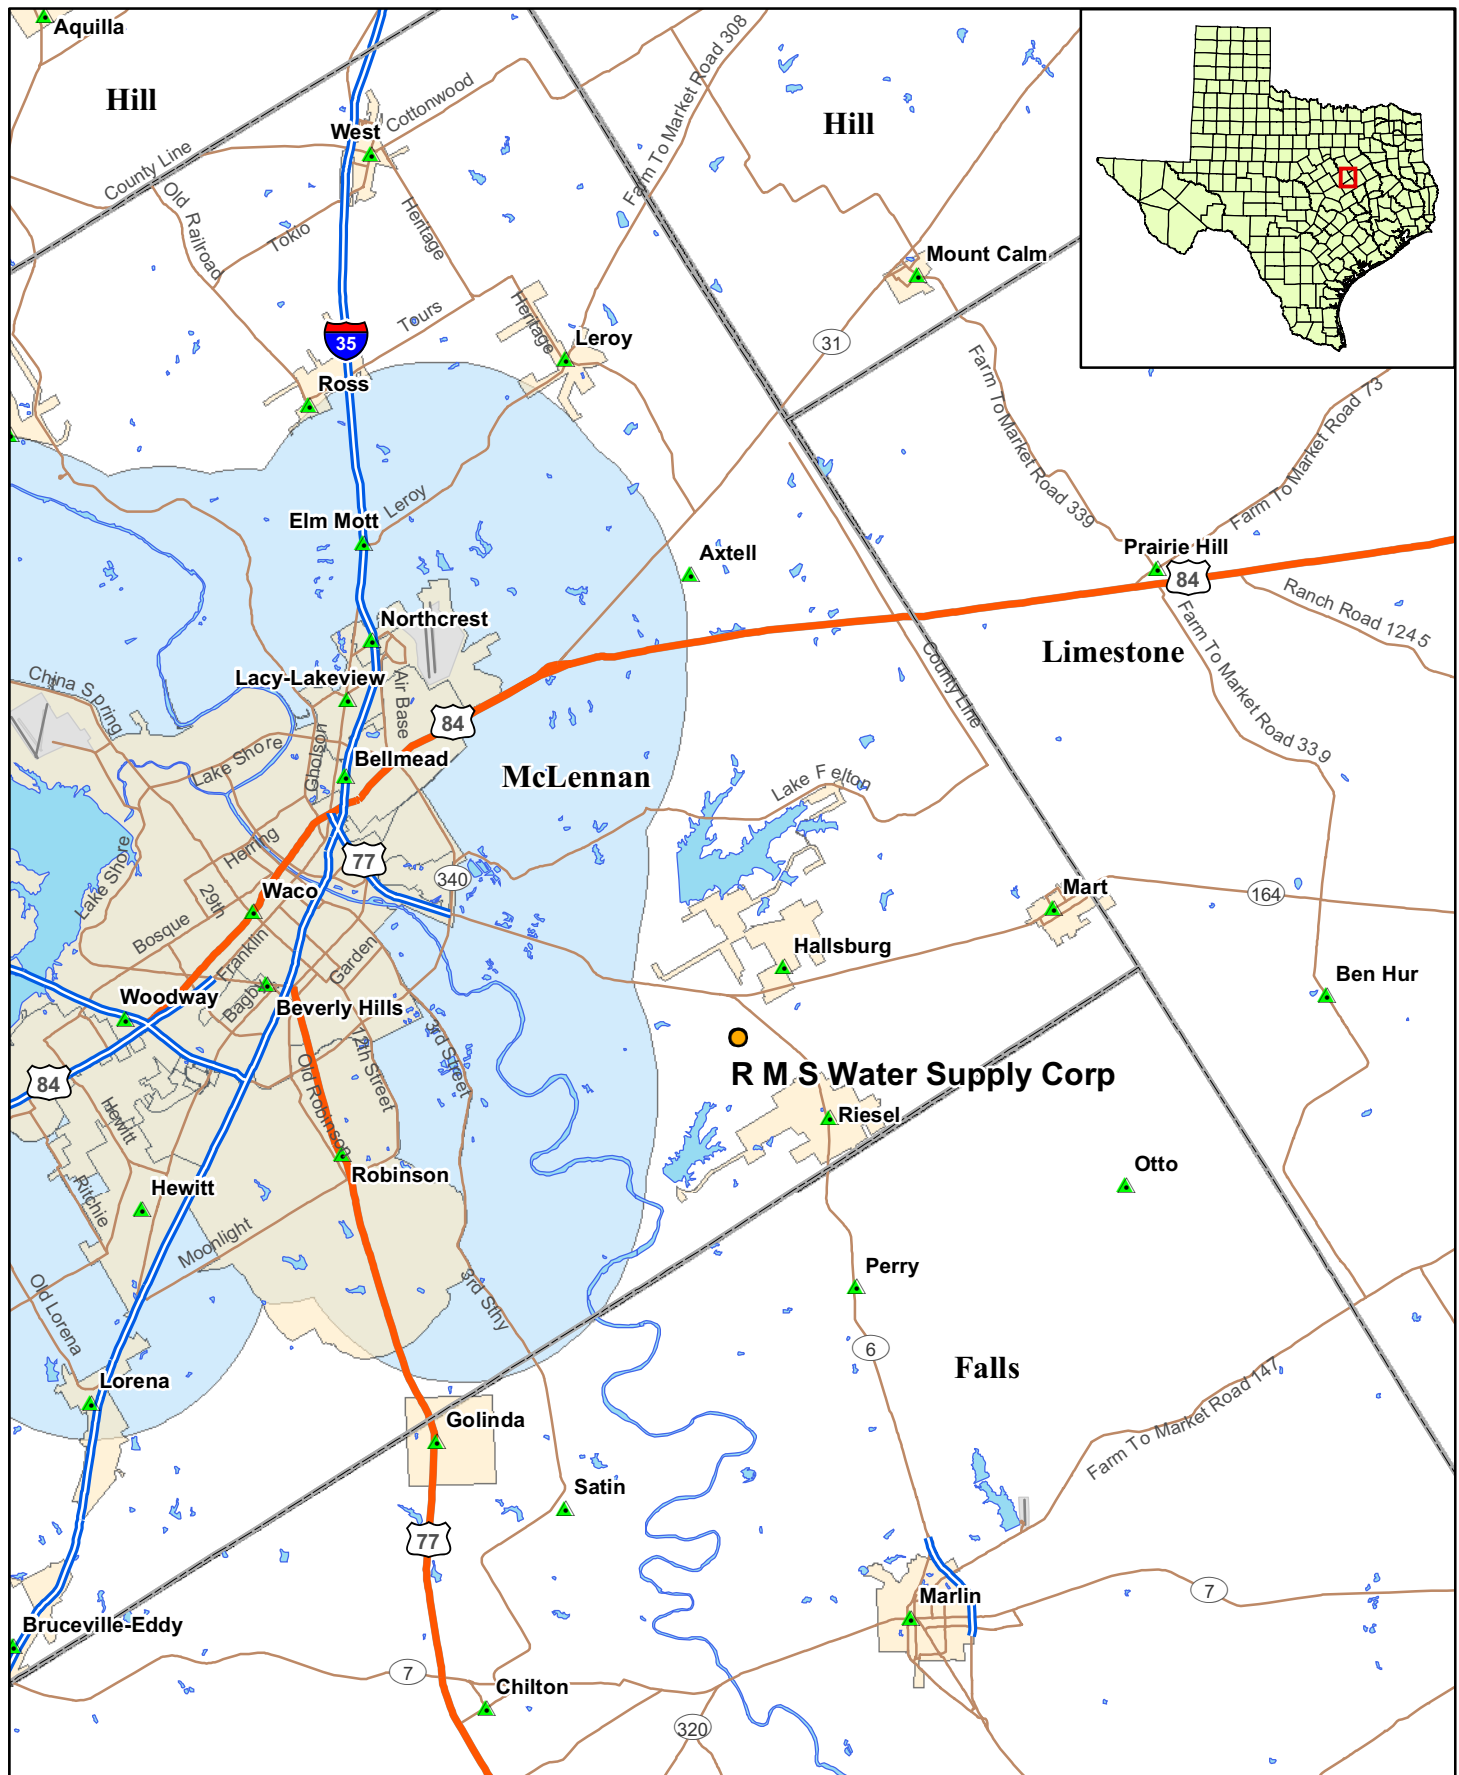 Aquilla
Hill
Hill
West
Cottonwood
County Line
Old Railroad
Tokio
Heritage
Farm To Market Road 308
Mount Calm
Tours
Heritage
35
Leroy
31
Ross
Farm To Market Road 339
Farm To Market Road 73
Leroy
Elm Mott
Axtell
Prairie Hill
84
Ranch Road 1245
Northcrest
Farm To Market Road 339
Limestone
County Line
China Spring
Lacy-Lakeview
Air Base
84
Gholson
Lake Shore
Bellmead
McLennan
Lake Felton
Herring
77
340
Lake Shore
29th
Waco
Mart
164
Bosque
Franklin
Garden
Hallsburg
Ben Hur
Woodway
Bagby
Beverly Hills
3rd Street
12th Street
Old Robinson
84
R M S Water Supply Corp
Hewitt
Riesel
Robinson
Otto
Ritchie
Hewitt
Moonlight
Perry
Old Lorena
3rd Sthy
6
Falls
Lorena
Farm To Market Road 147
Golinda
Satin
77
7
Marlin
Bruceville-Eddy
7
Chilton
320